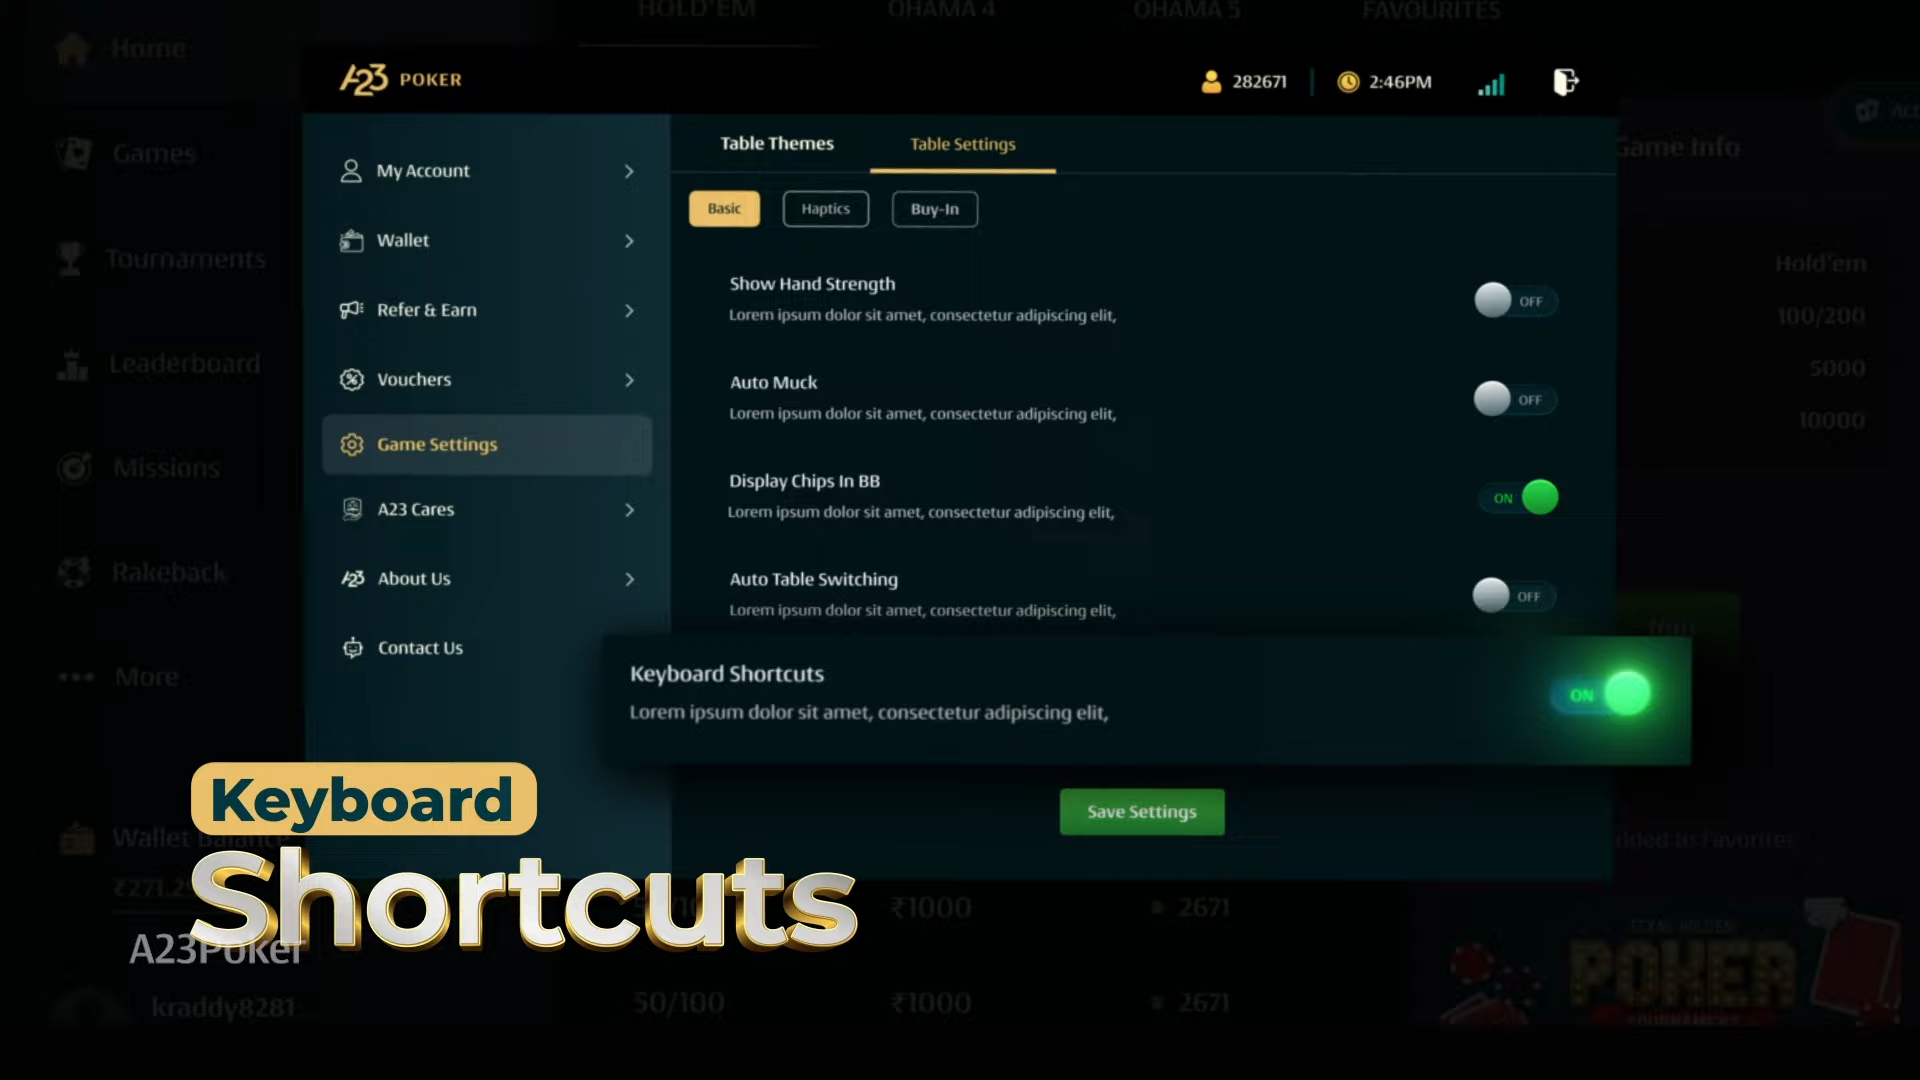 HOLD'EM
OHAMA 4
OHAMA 5
FAVOURITES
Home
Games
Tournaments
Leaderboard
Missions
Rakeback
More
A23 POKER
282671
2:46PM
My Account
Wallet
Refer & Earn
Vouchers
Game Settings
A23 Cares
About Us
Contact Us
Table Themes
Table Settings
Basic
Haptics
Buy-In
Show Hand Strength
Lorem ipsum dolor sit amet, consectetur adipiscing elit,
OFF
Auto Muck
Lorem ipsum dolor sit amet, consectetur adipiscing elit,
OFF
Display Chips In BB
Lorem ipsum dolor sit amet, consectetur adipiscing elit,
ON
Auto Table Switching
Lorem ipsum dolor sit amet, consectetur adipiscing elit,
OFF
Keyboard Shortcuts
Lorem ipsum dolor sit amet, consectetur adipiscing elit,
ON
Save Settings
Game Info
Hold'em
100/200
5000
10000
Keyboard
Shortcuts
Wallet Balance
A23Poker
kraddy8281
₹1000
2671
50/100
₹1000
2671
to Favorites
TEXAS HOLDEM
POKER